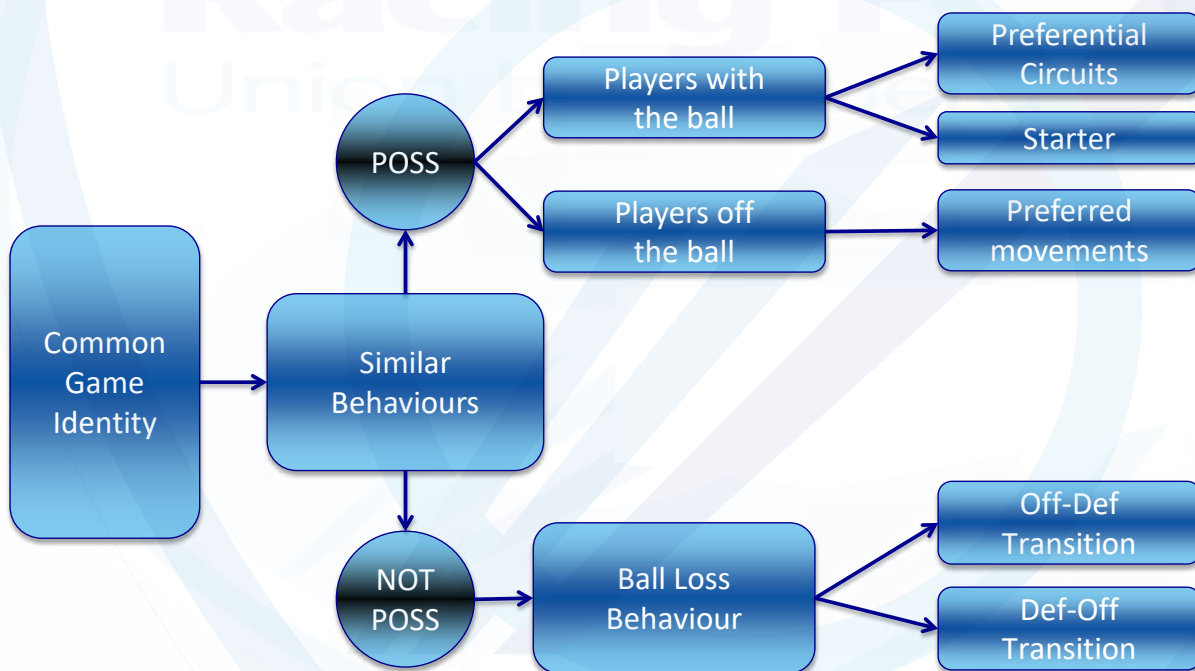 Racing
Preferential
Circuits
Players with
the ball
POSS
Starter
Players off
the ball
Preferred
movements
Common
Game
Identity
Similar
Behaviours
Off-Def
Transition
NOT
POSS
Ball Loss
Behaviour
Def-Off
Transition